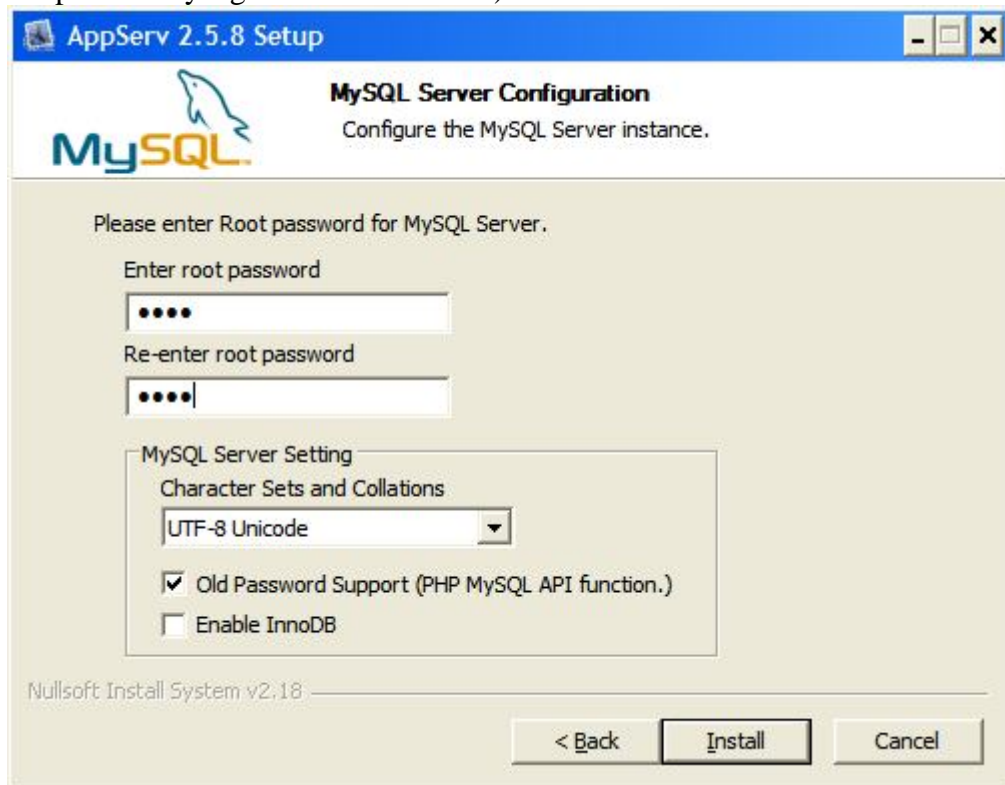 AppServ 2.5.8 Setup
MySQL
MySQL Server Configuration
Configure the MySQL Server instance.
Please enter Root password for MySQL Server.
Enter root password
••••
Re-enter root password
••••
MySQL Server Setting
Character Sets and Collations
UTF-8 Unicode
Old Password Support (PHP MySQL API function.)
Enable InnoDB
Nullsoft Install System v2.18
< Back Install Cancel